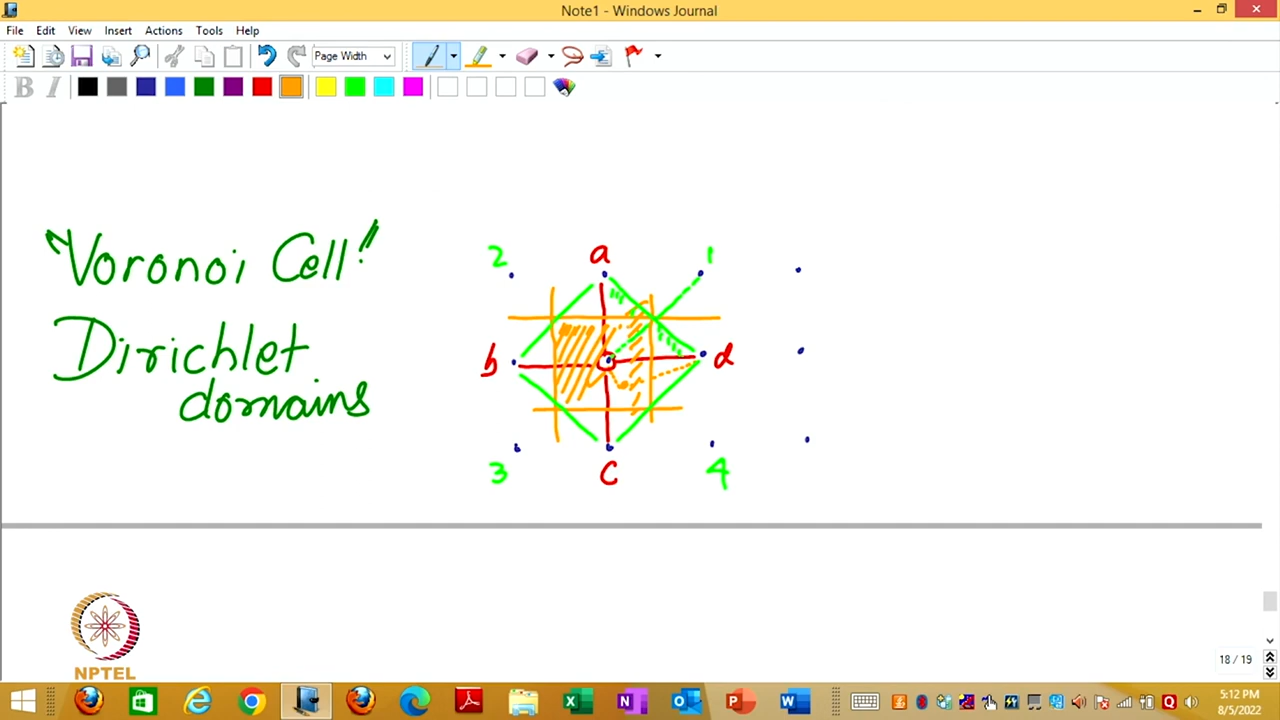 Note1 - Windows Journal
File Edit View Insert Actions Tools Help
Page Width
B I
"Voronoi Cell"
Dirichlet
domains
2 a 1
b d
3 c 4
18 / 19
NPTEL
5:12 PM
8/5/2022